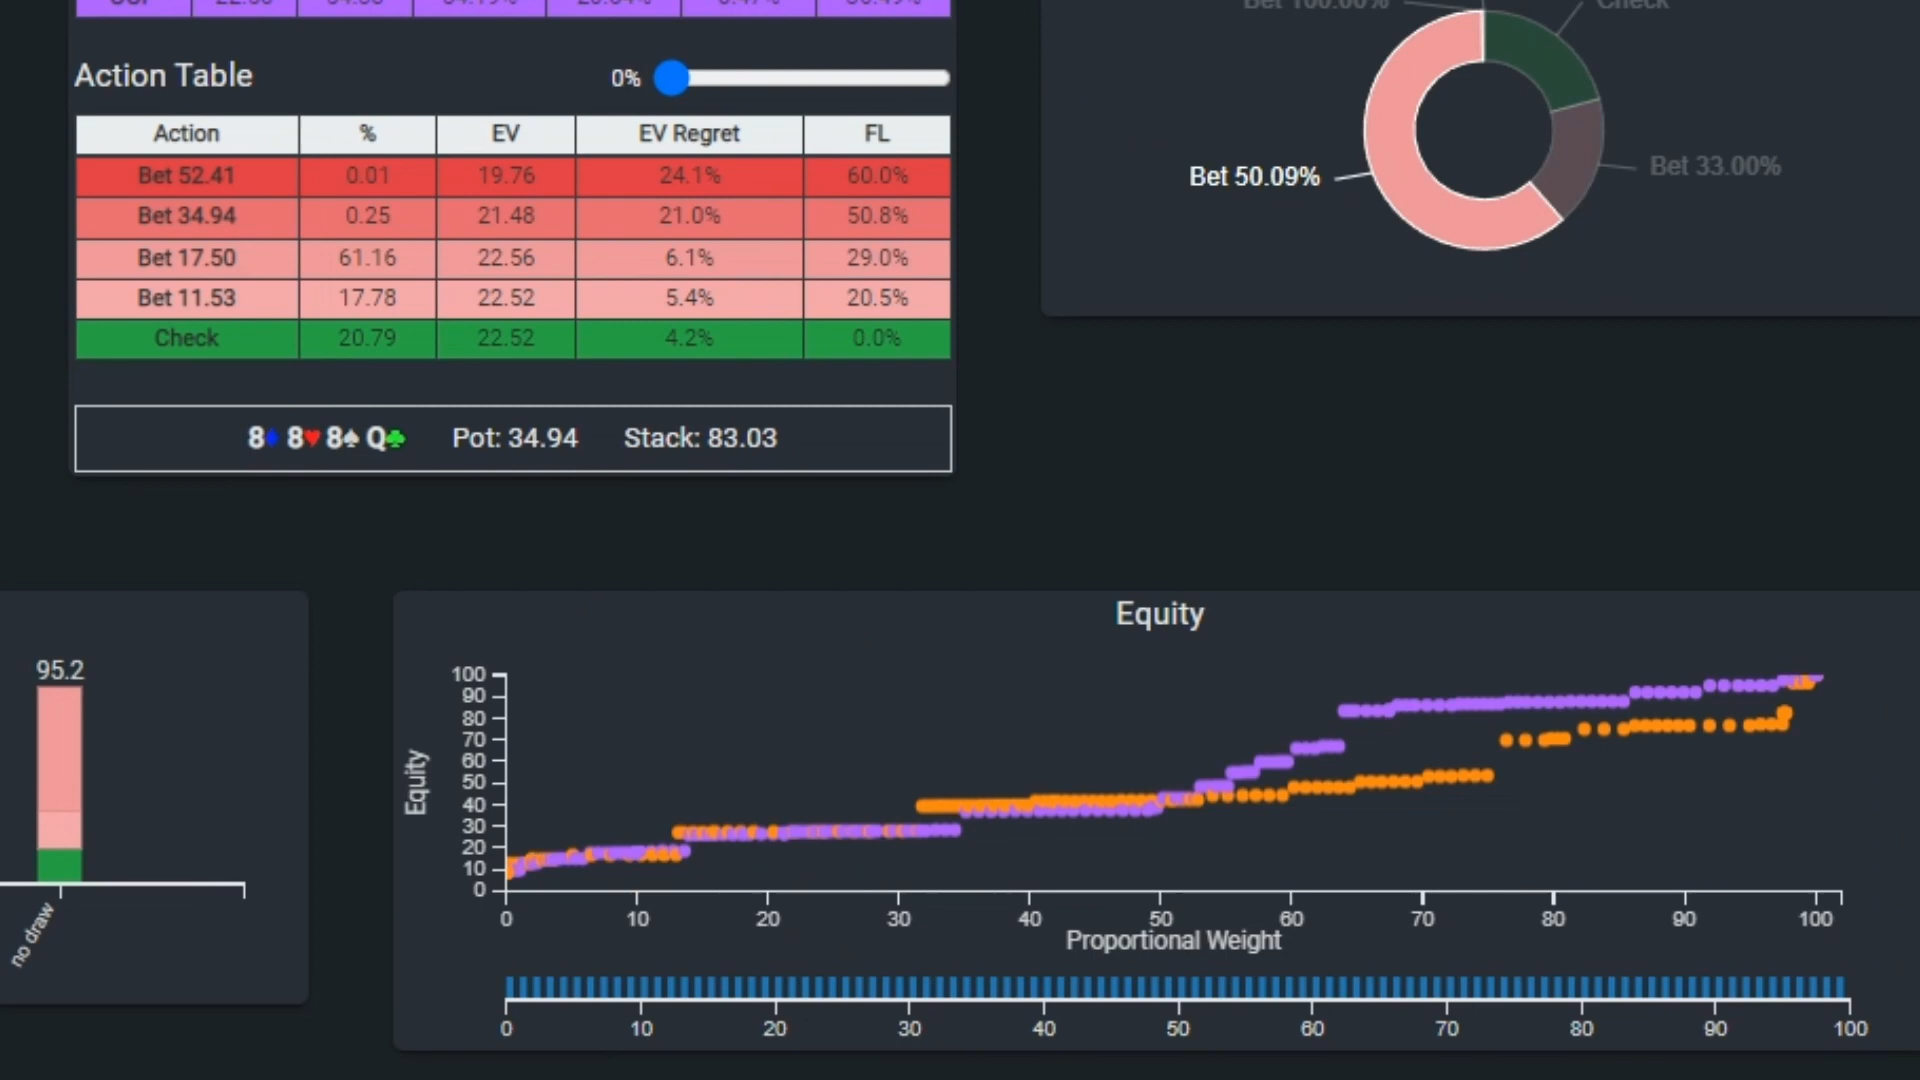 Bet 100.00%
Check
Action Table
0%
Action % EV EV Regret FL
Bet 52.41 0.01 19.76 24.1% 60.0%
Bet 34.94 0.25 21.48 21.0% 50.8%
Bet 17.50 61.16 22.56 6.1% 29.0%
Bet 11.53 17.78 22.52 5.4% 20.5%
Check 20.79 22.52 4.2% 0.0%
Bet 50.09%
Bet 33.00%
8♦ 8♥ 8♠ Q♣ Pot: 34.94 Stack: 83.03
95.2
no draw
Equity
Equity
100
90
80
70
60
50
40
30
20
10
0
0 10 20 30 40 50 60 70 80 90 100
Proportional Weight
0 10 20 30 40 50 60 70 80 90 100